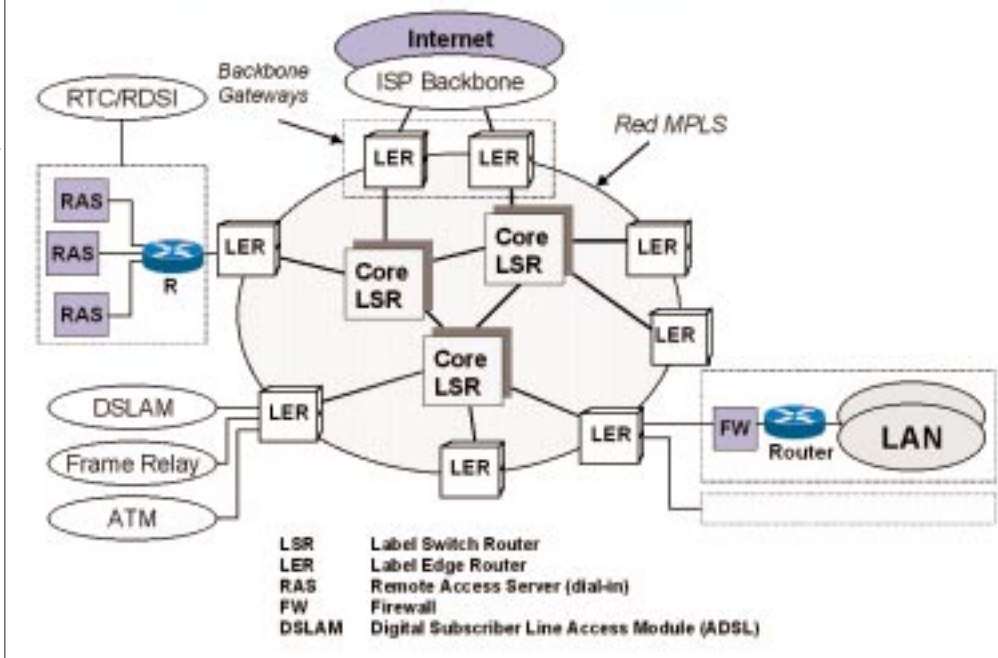 Internet
ISP Backbone
Backbone
Gateways
RTC/RDSI
Red MPLS
LER
LER
RAS
RAS
RAS
R
LER
Core
LSR
Core
LSR
LER
LER
Core
LSR
DSLAM
Frame Relay
ATM
LER
LER
LER
FW
Router
LAN
LSR Label Switch Router
LER Label Edge Router
RAS Remote Access Server (dial-in)
FW Firewall
DSLAM Digital Subscriber Line Access Module (ADSL)